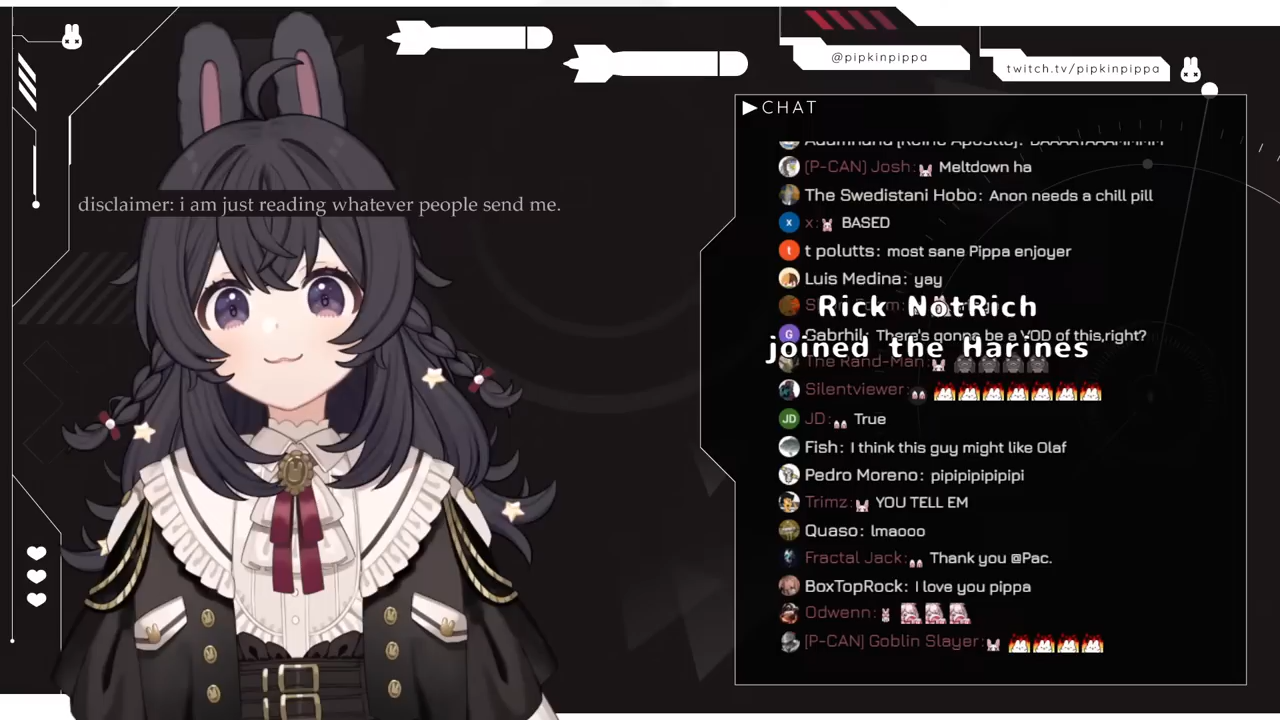 @pipkinpippa
twitch.tv/pipkinpippa
▶CHAT
[P-CAN] Josh: Meltdown ha
disclaimer: i am just reading whatever people send me.
The Swedistani Hobo: Anon needs a chill pill
x: BASED
t polutts: most sane Pippa enjoyer
Luis Medina: yay
Rick NotRich
Gabrhil: There's gonna be a VOD of this,right?
joined the Harines
The Rand-Man:
Silentviewer:
JD: True
Fish: I think this guy might like Olaf
Pedro Moreno: pipipipipipi
Trimz: YOU TELL EM
Quaso: lmaooo
Fractal Jack: Thank you @Pac.
BoxTopRock: I love you pippa
Odwenn:
[P-CAN] Goblin Slayer: